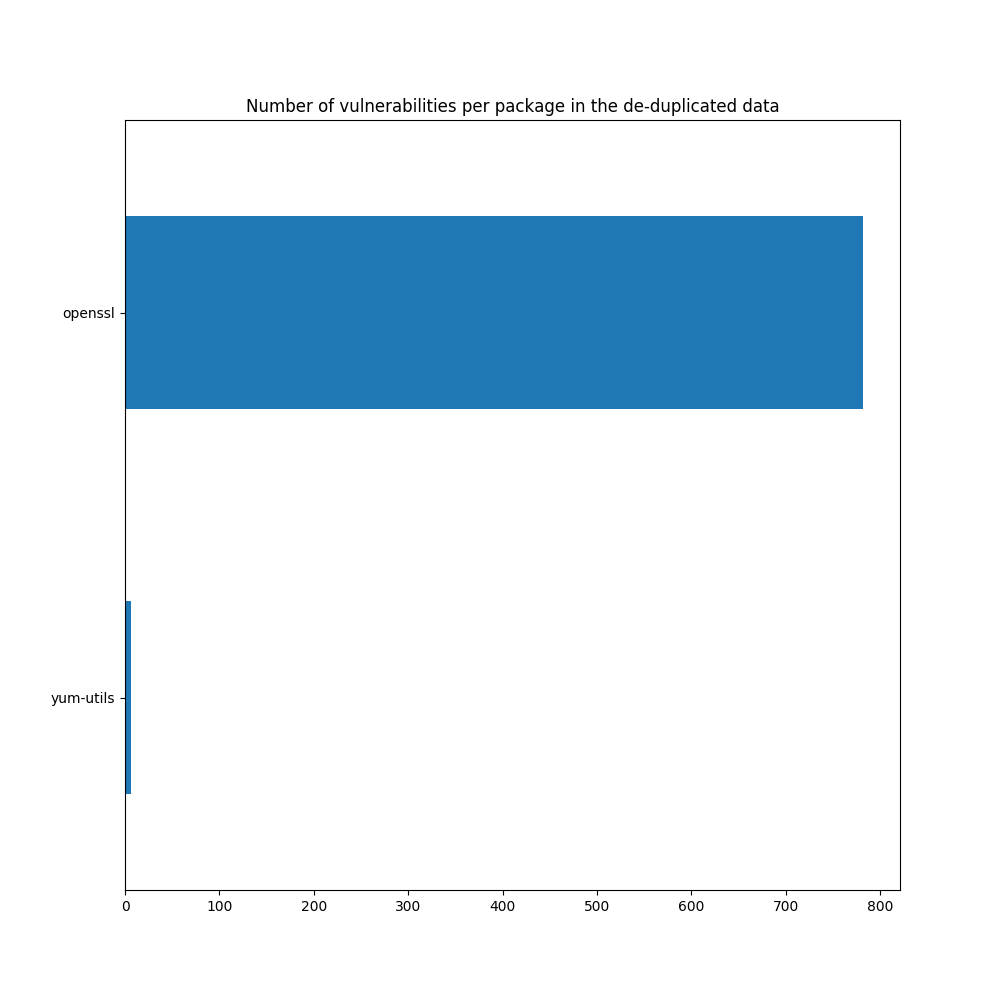 Number of vulnerabilities per package in the de-duplicated data
openssl
yum-utils
0 100 200 300 400 500 600 700 800